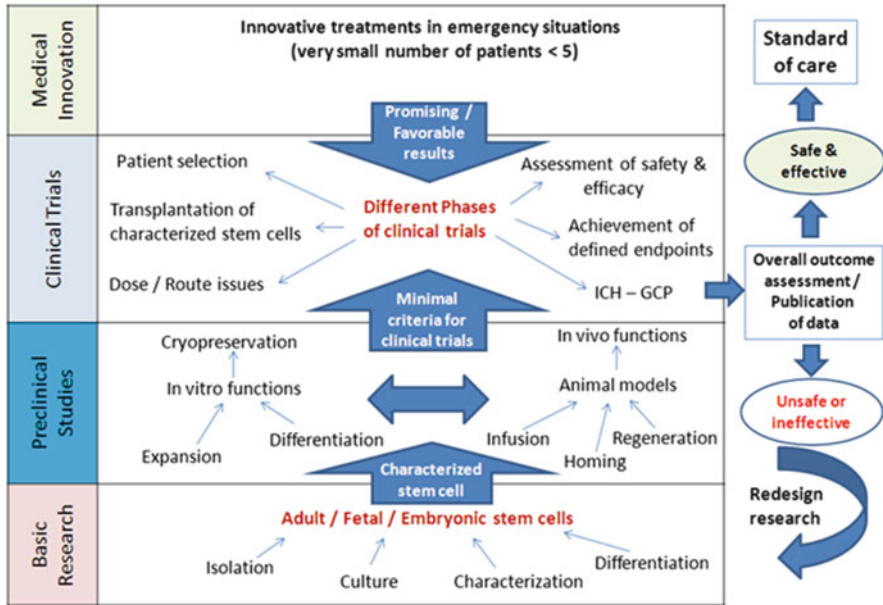 Medical
Innovation
Innovative treatments in emergency situations
(very small number of patients < 5)
Promising /
Favorable
results
Clinical Trials
Patient selection
Transplantation of
characterized stem cells
Dose / Route issues
Different Phases
of clinical trials
Assessment of safety &
efficacy
Achievement of
defined endpoints
ICH – GCP
Minimal
criteria for
clinical trials
Preclinical
Studies
Cryopreservation
In vitro functions
Expansion
Differentiation
In vivo functions
Animal models
Infusion
Homing
Regeneration
Characterized
stem cell
Basic
Research
Adult / Fetal / Embryonic stem cells
Isolation
Culture
Characterization
Differentiation
Standard
of care
Safe &
effective
Overall outcome
assessment /
Publication
of data
Unsafe or
ineffective
Redesign
research